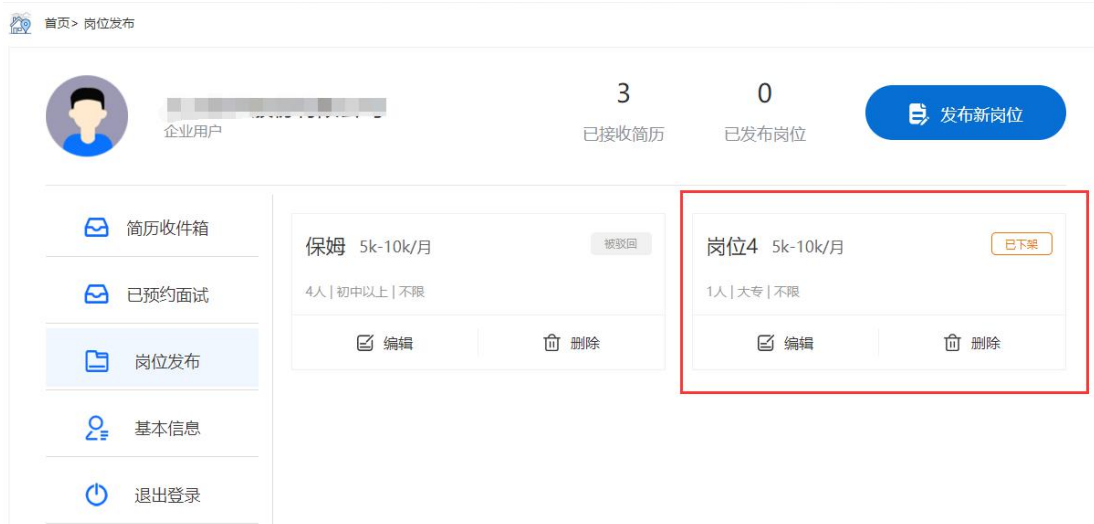 首页> 岗位发布
3
0
发布新岗位
企业用户
已接收简历
已发布岗位
简历收件箱
已预约面试
岗位发布
基本信息
退出登录
保姆 5k-10k/月 被驳回
4人 | 初中以上 | 不限
编辑 删除
岗位4 5k-10k/月 已下架
1人 | 大专 | 不限
编辑 删除